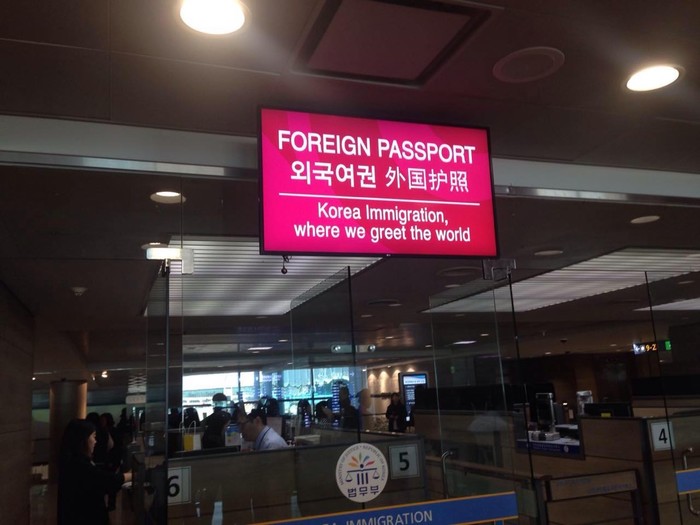 FOREIGN PASSPORT
외국여권 外国护照
Korea Immigration,
where we greet the world
6
5
4
법무부
IMMIGRATION